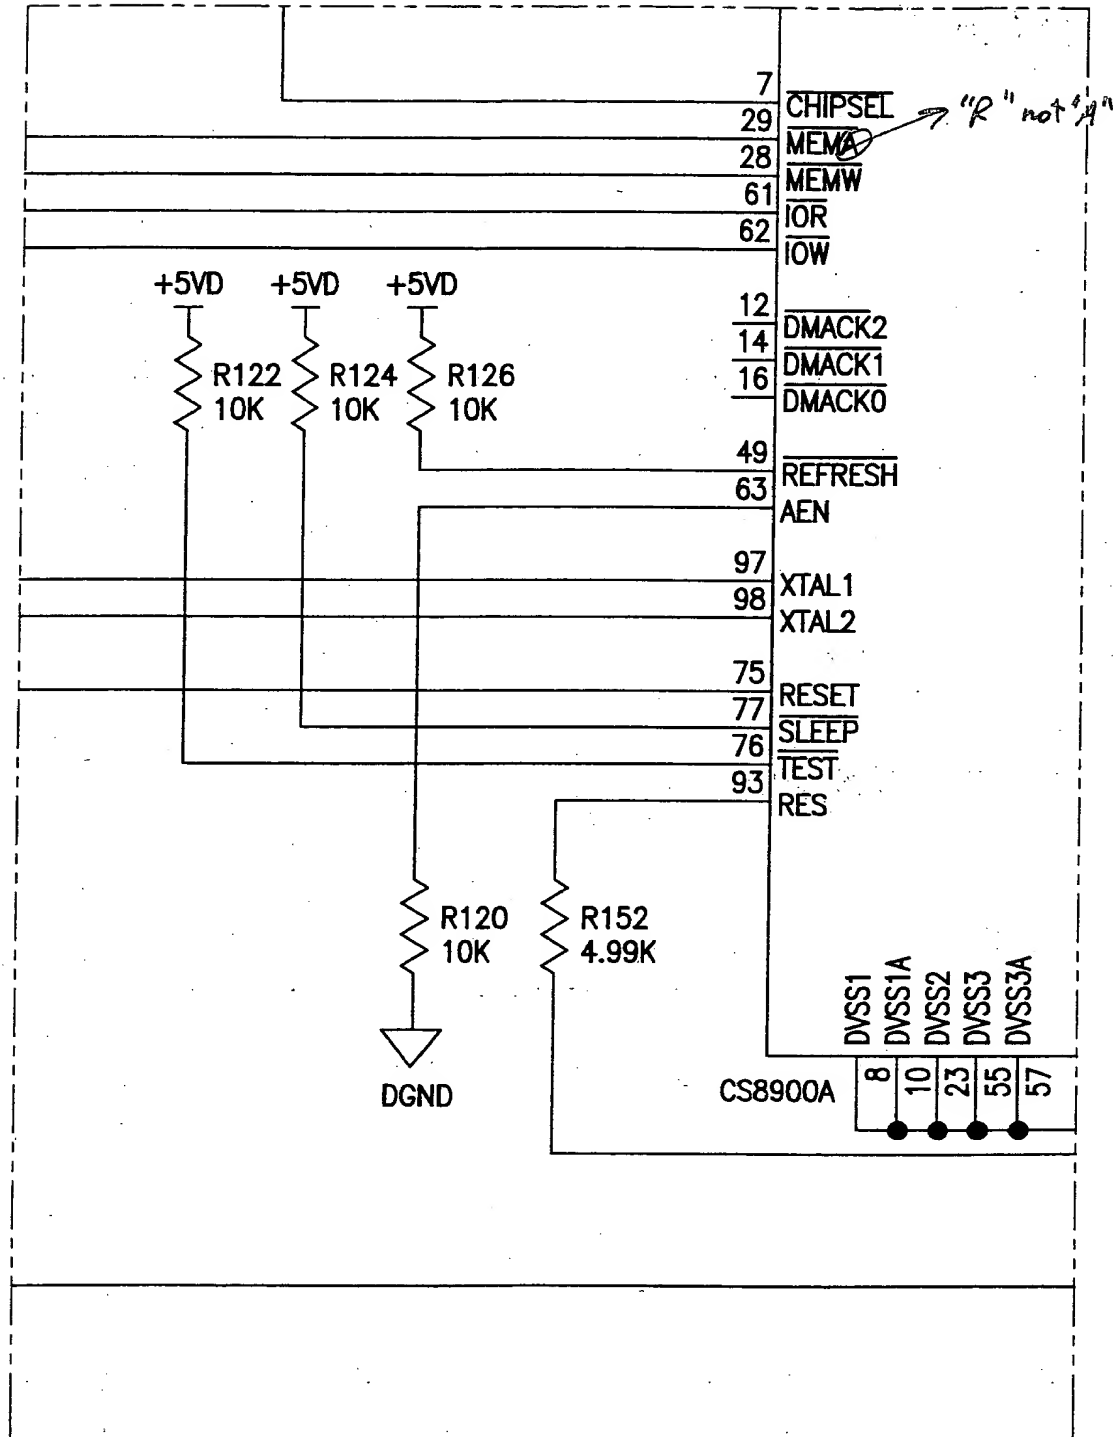 7
CHIPSEL "R" not "A"
29
MEMA
28
MEMW
61
IOR
62
IOW
+5VD +5VD +5VD
12
DMACK2
14
DMACK1
16
DMACK0
R122 R124 R126
10K 10K 10K
49
REFRESH
63
AEN
97
XTAL1
98
XTAL2
75
RESET
77
SLEEP
76
TEST
93
RES
R120 R152
10K 4.99K
DGND
CS8900A
DVSS1
DVSS1A
DVSS2
DVSS3
DVSS3A
8
10
23
55
57